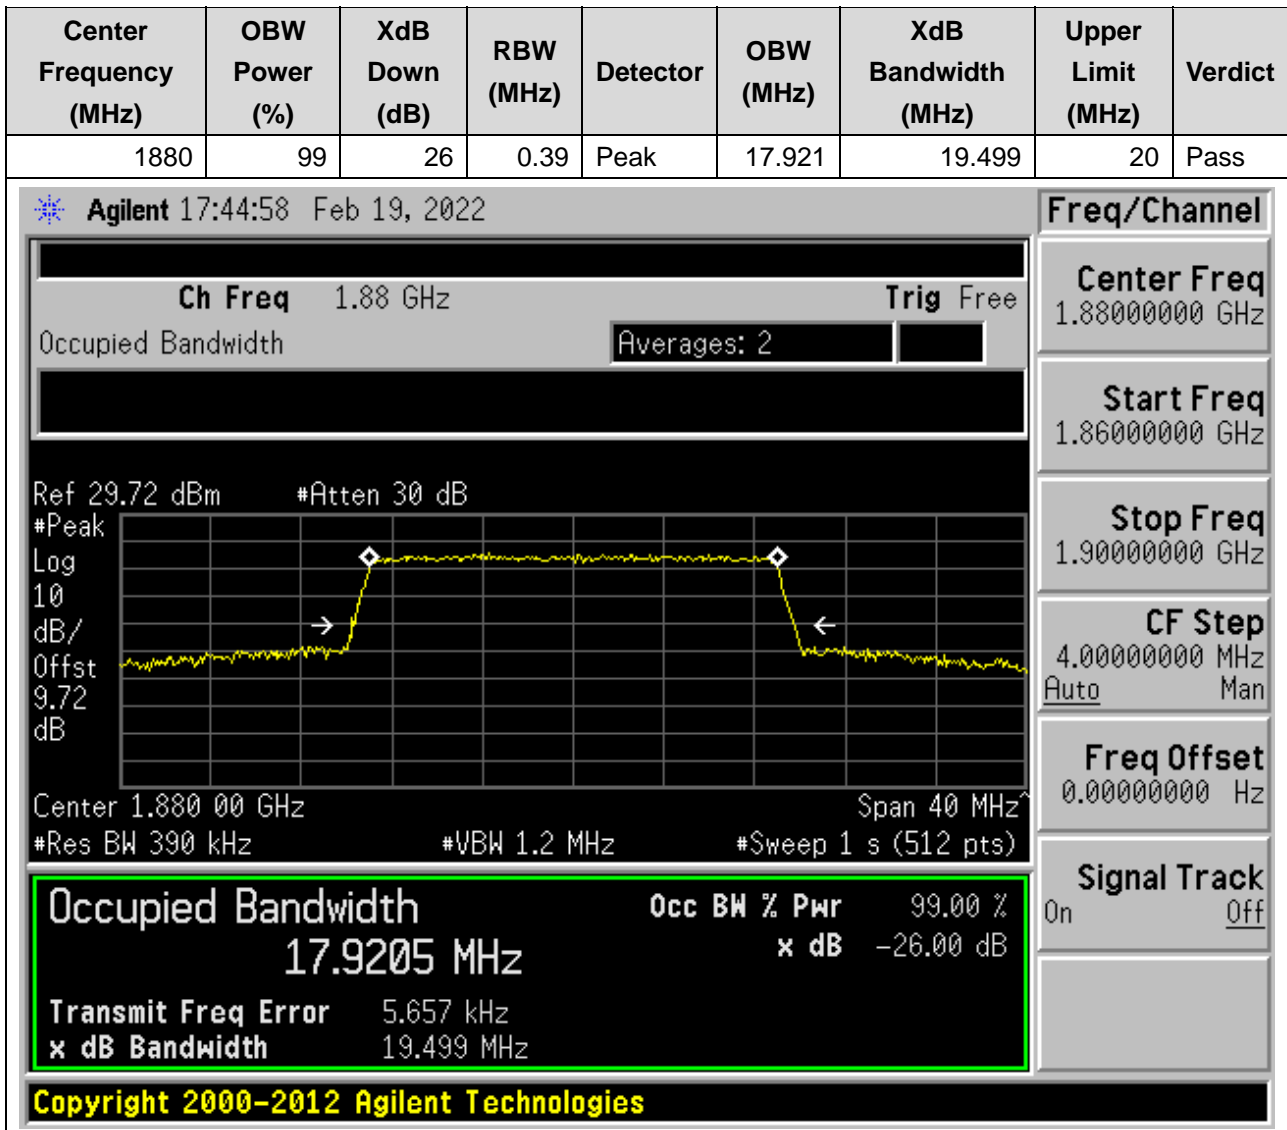 Center Frequency (MHz) OBW Power (%) XdB Down (dB) RBW (MHz) Detector OBW (MHz) XdB Bandwidth (MHz) Upper Limit (MHz) Verdict
1880 99 26 0.39 Peak 17.921 19.499 20 Pass
Agilent 17:44:58 Feb 19, 2022
Freq/Channel
Ch Freq 1.88 GHz Trig Free
Occupied Bandwidth Averages: 2
Center Freq
1.88000000 GHz
Start Freq
1.86000000 GHz
Ref 29.72 dBm #Atten 30 dB
#Peak
Log
10
dB/
Offst
9.72
dB
Stop Freq
1.90000000 GHz
CF Step
4.00000000 MHz
Auto Man
Freq Offset
0.00000000 Hz
Center 1.880 00 GHz Span 40 MHz^
#Res BW 390 kHz #VBW 1.2 MHz #Sweep 1 s (512 pts)
Signal Track
On Off
Occupied Bandwidth Occ BW % Pwr 99.00 %
17.9205 MHz x dB -26.00 dB
Transmit Freq Error 5.657 kHz
x dB Bandwidth 19.499 MHz
Copyright 2000-2012 Agilent Technologies